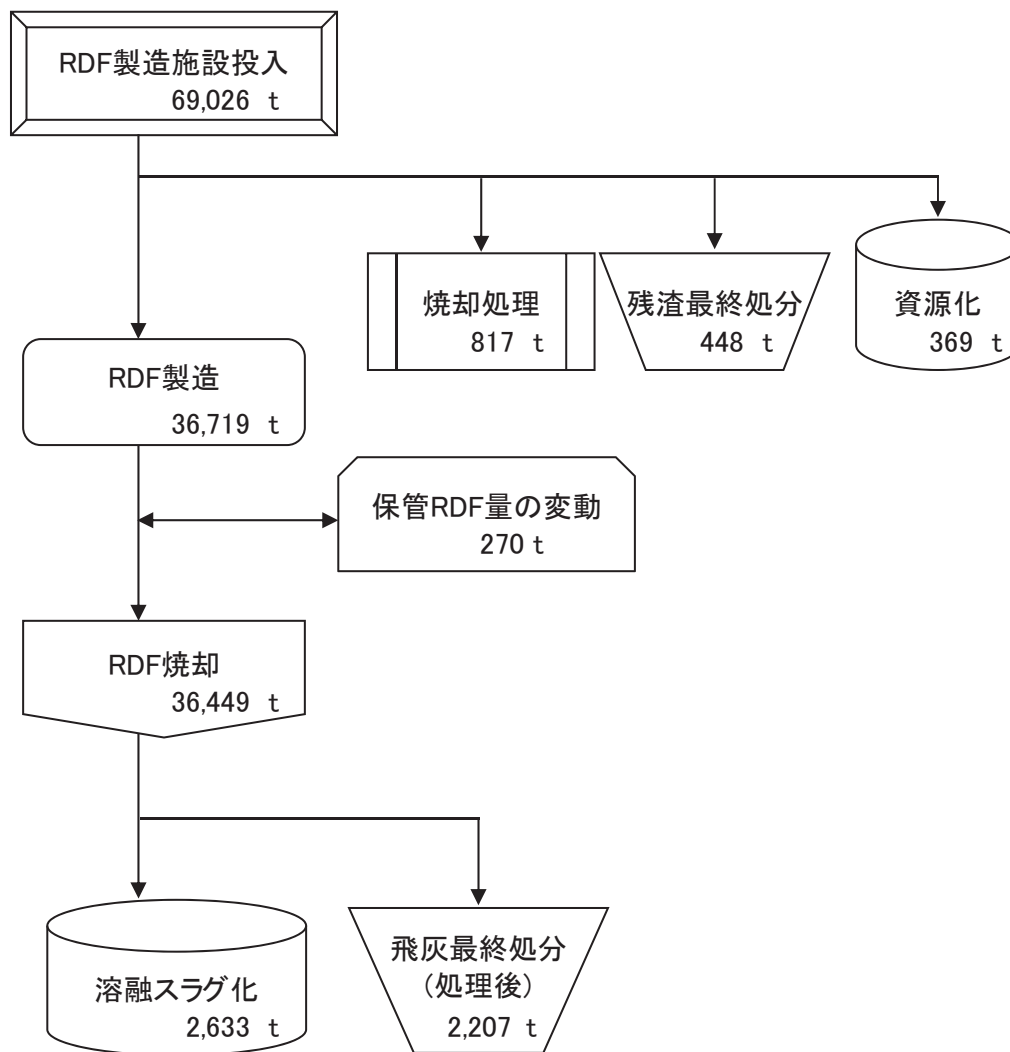 RDF製造施設投入
69,026 t
焼却処理
817 t
残渣最終処分
448 t
資源化
369 t
RDF製造
36,719 t
保管RDF量の変動
270 t
RDF焼却
36,449 t
溶融スラグ化
2,633 t
飛灰最終処分
(処理後)
2,207 t